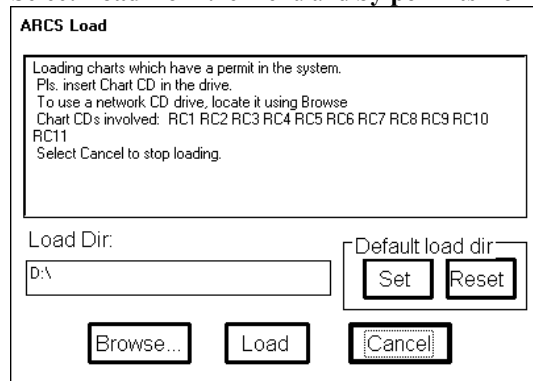 ARCS Load
Loading charts which have a permit in the system.
Pls. insert Chart CD in the drive.
To use a network CD drive, locate it using Browse
Chart CDs involved: RC1 RC2 RC3 RC4 RC5 RC6 RC7 RC8 RC9 RC10
RC11
Select Cancel to stop loading.
Load Dir:
Default load dir
D:\
Set Reset
Browse... Load Cancel